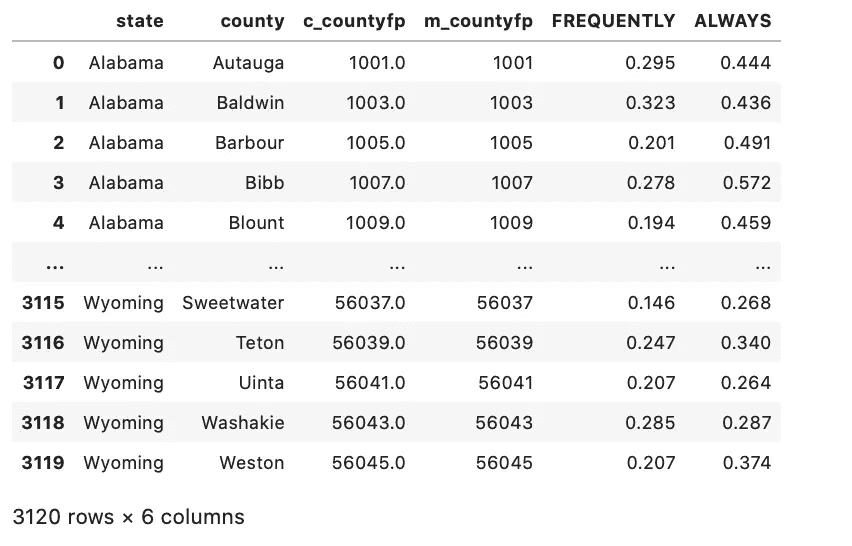 state county c_countyfp m_countyfp FREQUENTLY ALWAYS
0 Alabama Autauga 1001.0 1001 0.295 0.444
1 Alabama Baldwin 1003.0 1003 0.323 0.436
2 Alabama Barbour 1005.0 1005 0.201 0.491
3 Alabama Bibb 1007.0 1007 0.278 0.572
4 Alabama Blount 1009.0 1009 0.194 0.459
... ... ... ... ... ... ...
3115 Wyoming Sweetwater 56037.0 56037 0.146 0.268
3116 Wyoming Teton 56039.0 56039 0.247 0.340
3117 Wyoming Uinta 56041.0 56041 0.207 0.264
3118 Wyoming Washakie 56043.0 56043 0.285 0.287
3119 Wyoming Weston 56045.0 56045 0.207 0.374
3120 rows × 6 columns